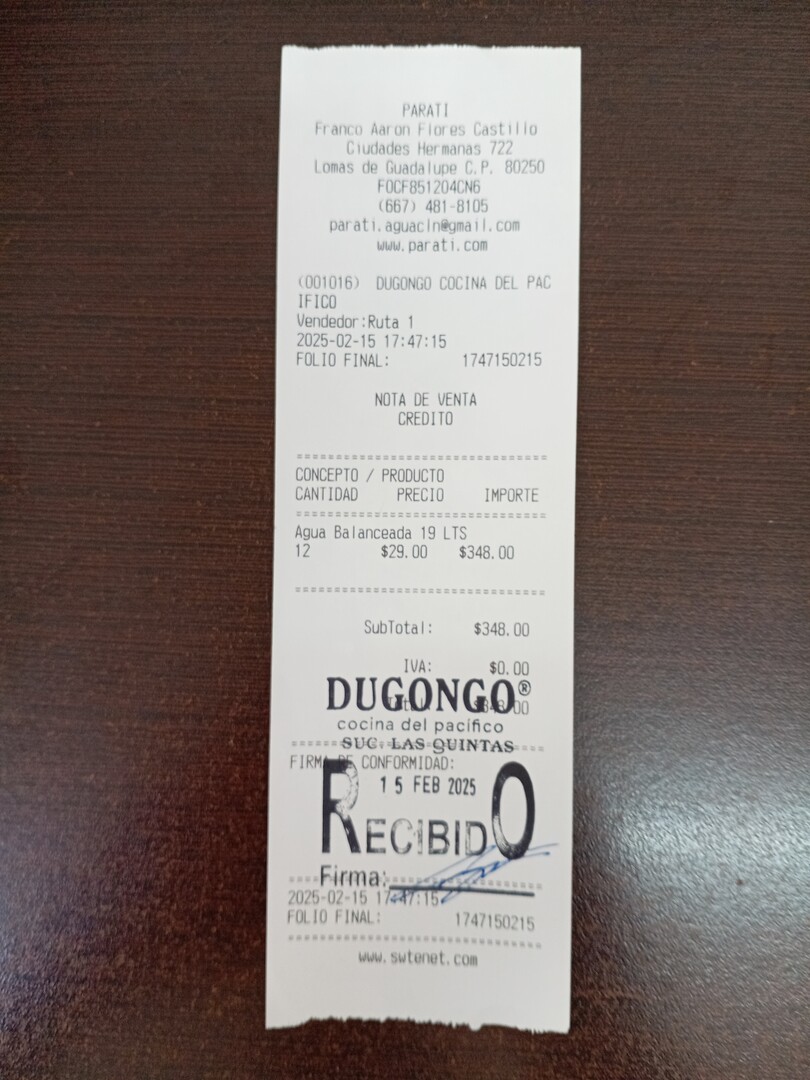 PARATI
Franco Aaron Flores Castillo
Ciudades Hermanas 722
Lomas de Guadalupe C.P. 80250
FOCF851204CN6
(667) 481-8105
parati.aguacln@gmail.com
www.parati.com
(001016) DUGONGO COCINA DEL PAC
IFICO
Vendedor:Ruta 1
2025-02-15 17:47:15
FOLIO FINAL: 1747150215
NOTA DE VENTA
CREDITO
CONCEPTO / PRODUCTO
CANTIDAD PRECIO IMPORTE
Agua Balanceada 19 LTS
12 $29.00 $348.00
SubTotal: $348.00
IVA: $0.00
DUGONGO®
Total: $348.00
cocina del pacífico
SUC. LAS QUINTAS
FIRMA DE CONFORMIDAD:
15 FEB 2025
RECIBIDO
Firma:
2025-02-15 17:47:15
FOLIO FINAL: 1747150215
www.swtenet.com